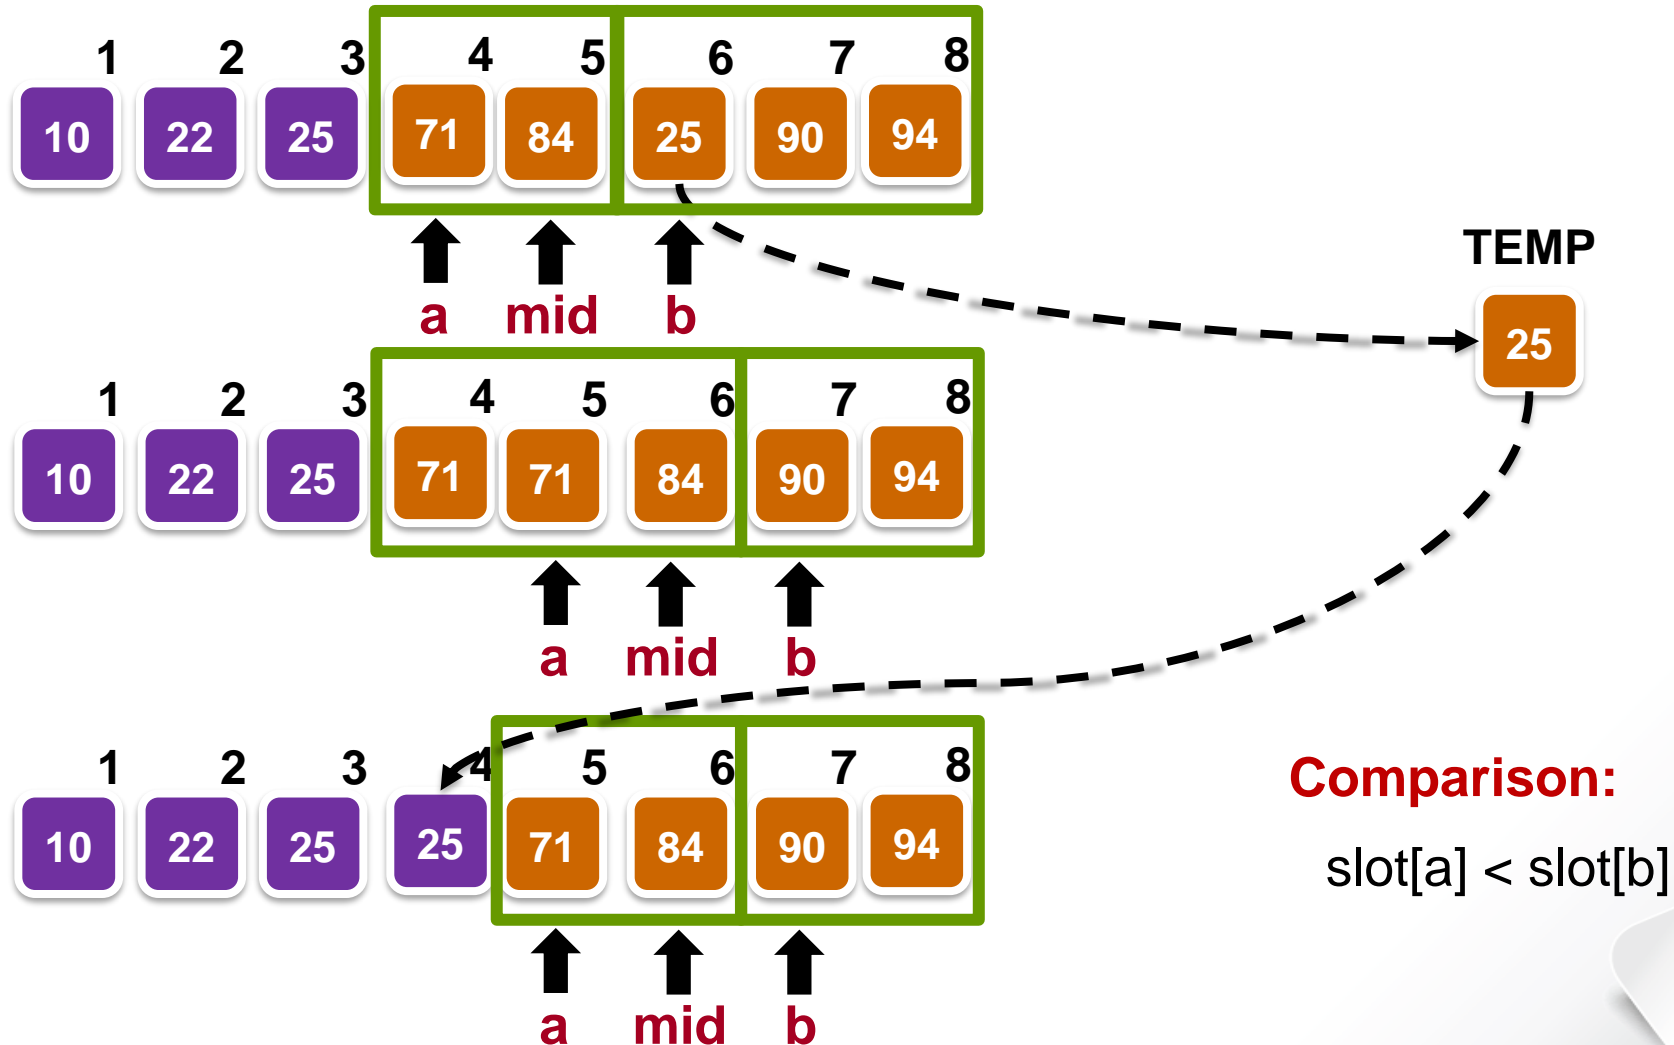 1 2 3 4 5 6 7 8
10 22 25 71 84 25 90 94
a mid b
TEMP
25
1 2 3 4 5 6 7 8
10 22 25 71 71 84 90 94
a mid b
1 2 3 4 5 6 7 8
10 22 25 25 71 84 90 94
a mid b
Comparison:
slot[a] < slot[b]